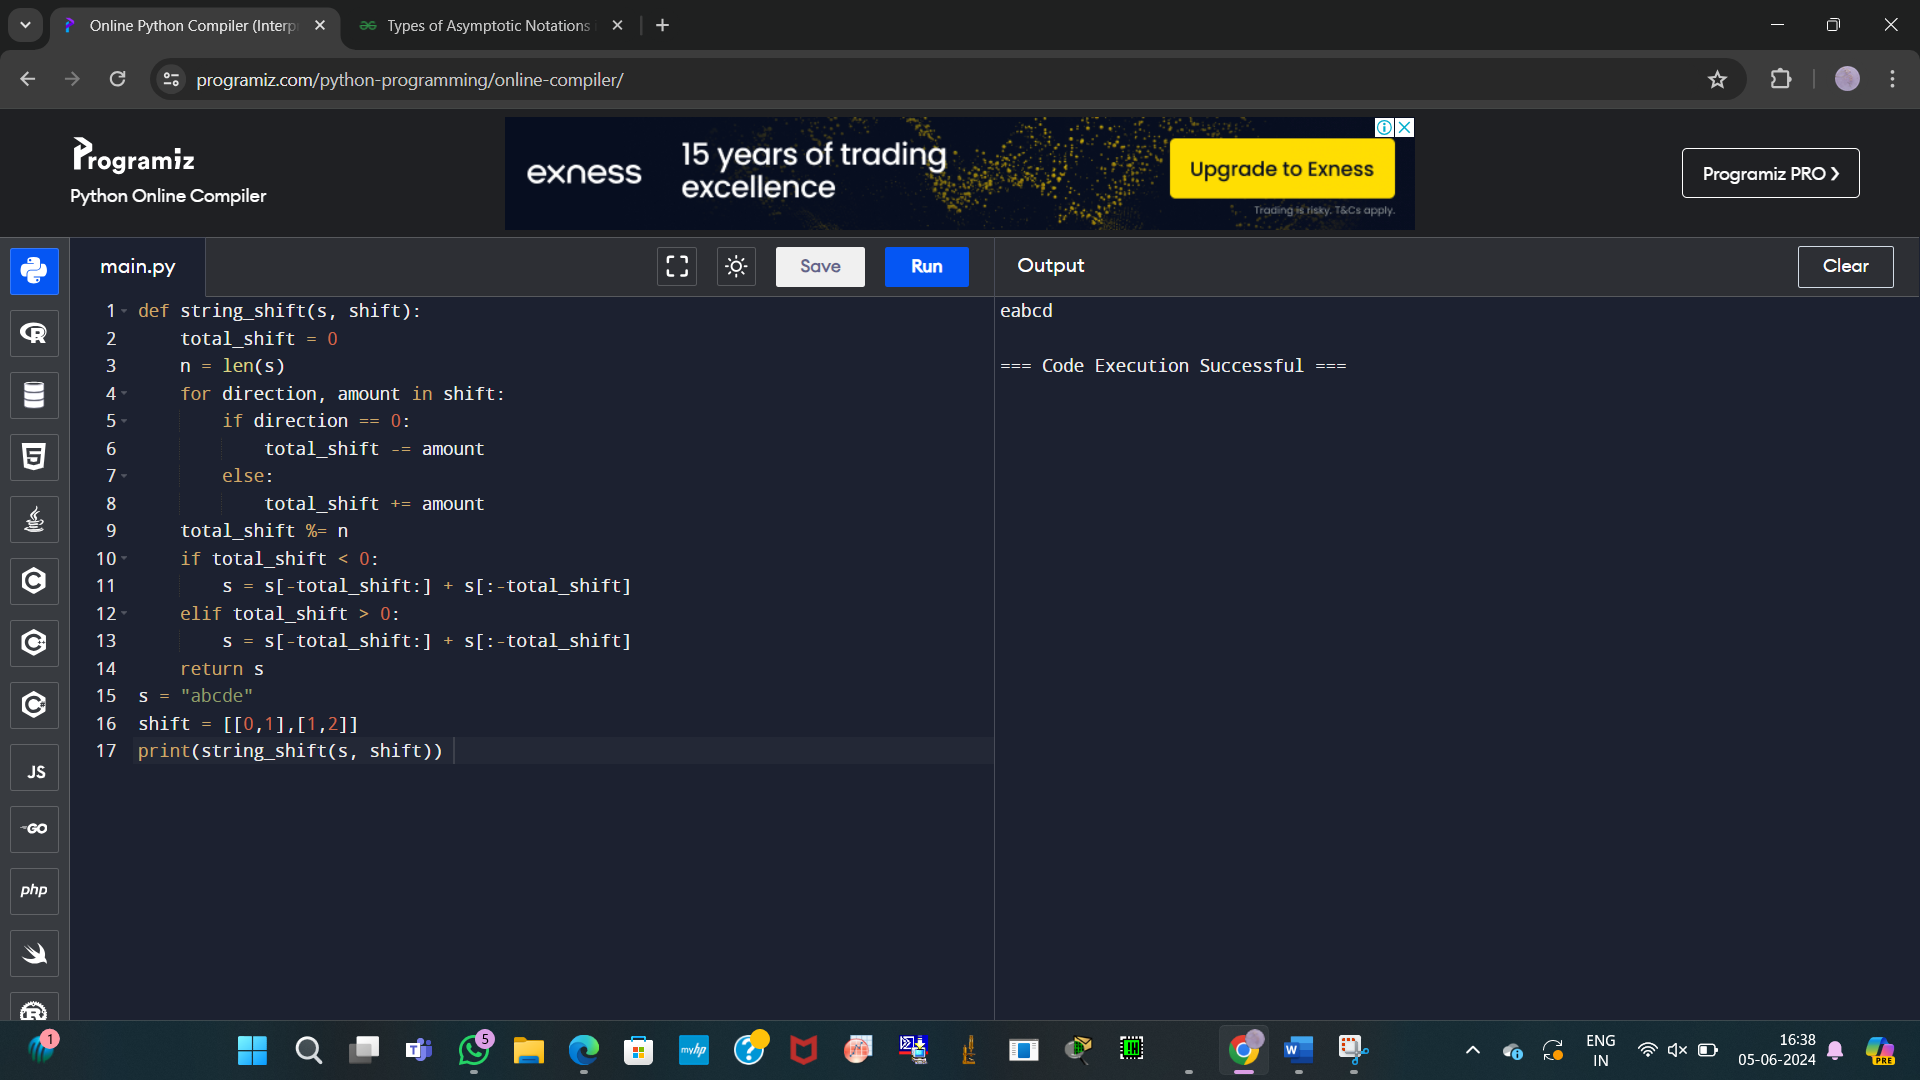 Online Python Compiler (Interp
Types of Asymptotic Notations
programiz.com/python-programming/online-compiler/
Programiz
Python Online Compiler
exness
15 years of trading
excellence
Upgrade to Exness
Trading is risky. T&Cs apply.
Programiz PRO
main.py
Save
Run
Output
Clear
1 def string_shift(s, shift):
2 total_shift = 0
3 n = len(s)
4 for direction, amount in shift:
5 if direction == 0:
6 total_shift -= amount
7 else:
8 total_shift += amount
9 total_shift %= n
10 if total_shift < 0:
11 s = s[-total_shift:] + s[:-total_shift]
12 elif total_shift > 0:
13 s = s[-total_shift:] + s[:-total_shift]
14 return s
15 s = "abcde"
16 shift = [[0,1],[1,2]]
17 print(string_shift(s, shift))
eabcd
=== Code Execution Successful ===
JS
GO
php
1
5
myhp
ENG
IN
16:38
05-06-2024
PRE